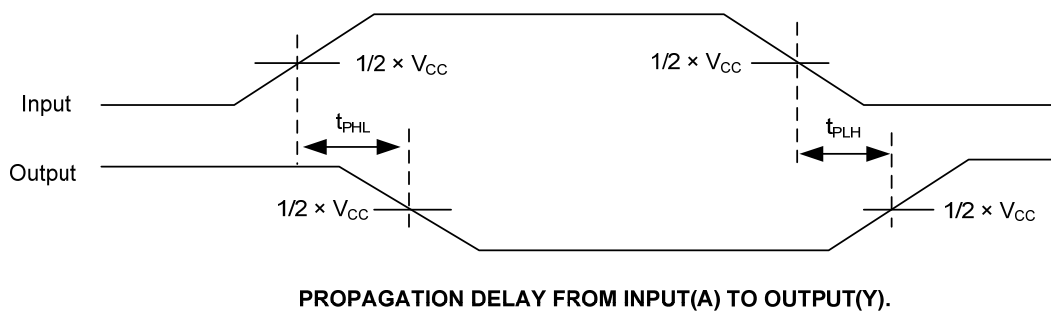 1/2 × VCC
1/2 × VCC
Input
tPHL
tPLH
Output
1/2 × VCC
1/2 × VCC
PROPAGATION DELAY FROM INPUT(A) TO OUTPUT(Y).